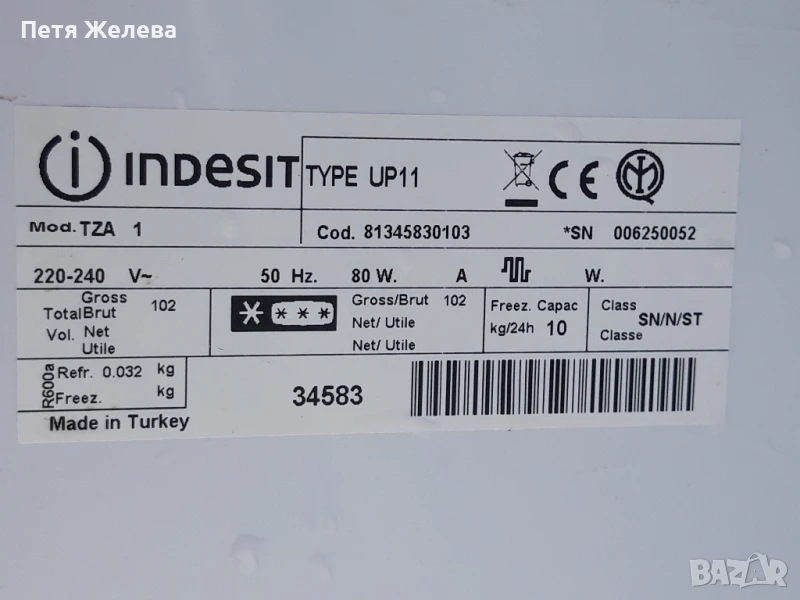 Петя Желева
INDESIT TYPE UP11 CE
Mod. TZA 1 Cod. 81345830103 *SN 006250052
220-240 V~ 50 Hz. 80 W. A W.
Gross
Total Brut 102
Vol. Net
Utile
Gross/Brut 102
Net/ Utile
Net/ Utile
Freez. Capac
kg/24h 10
Class
SN/N/ST
Classe
R600a
Refr. 0.032 kg
Freez. kg
34583
Made in Turkey
BAZAR